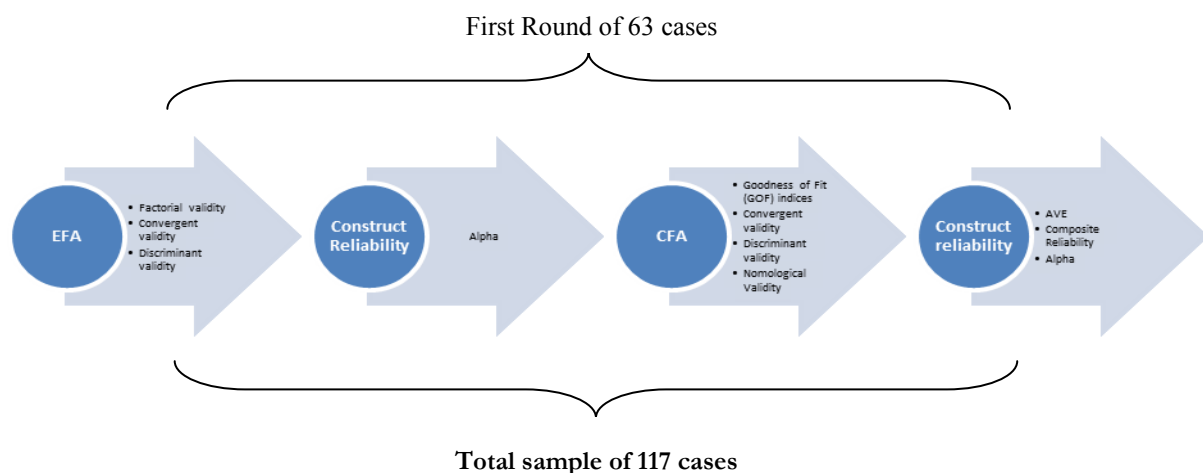 First Round of 63 cases
EFA
• Factorial validity
• Convergent
validity
• Discriminant
validity
Construct
Reliability
Alpha
CFA
• Goodness of Fit
(GOF) indices
• Convergent
validity
• Discriminant
validity
• Nomological
Validity
Construct
reliability
• AVE
• Composite
Reliability
• Alpha
Total sample of 117 cases